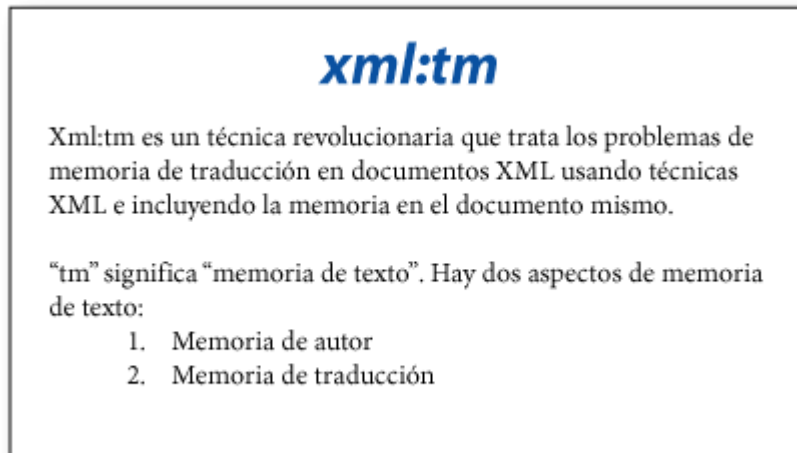 xml:tm
Xml:tm es un técnica revolucionaria que trata los problemas de
memoria de traducción en documentos XML usando técnicas
XML e incluyendo la memoria en el documento mismo.
“tm” significa “memoria de texto”. Hay dos aspectos de memoria
de texto:
1. Memoria de autor
2. Memoria de traducción